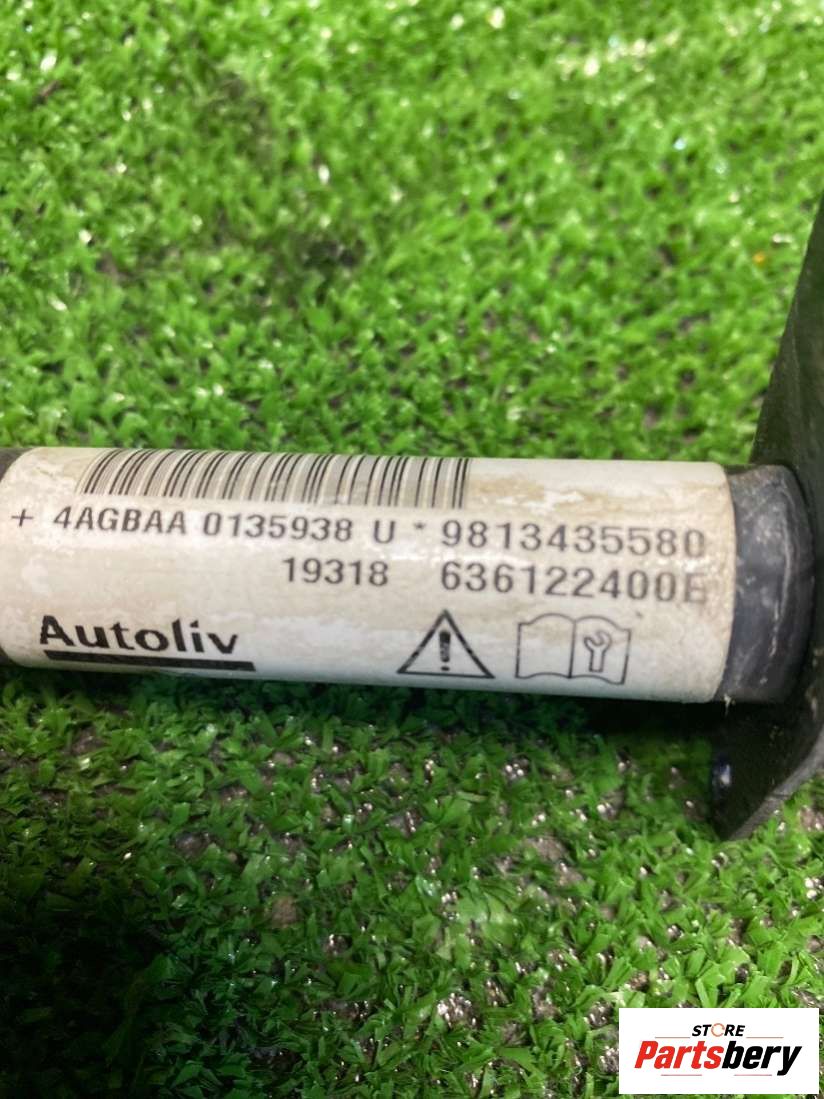 + 4AGBAA 0135938 U * 9813435580
19318 636122400E
Autoliv
STORE
Partsbery